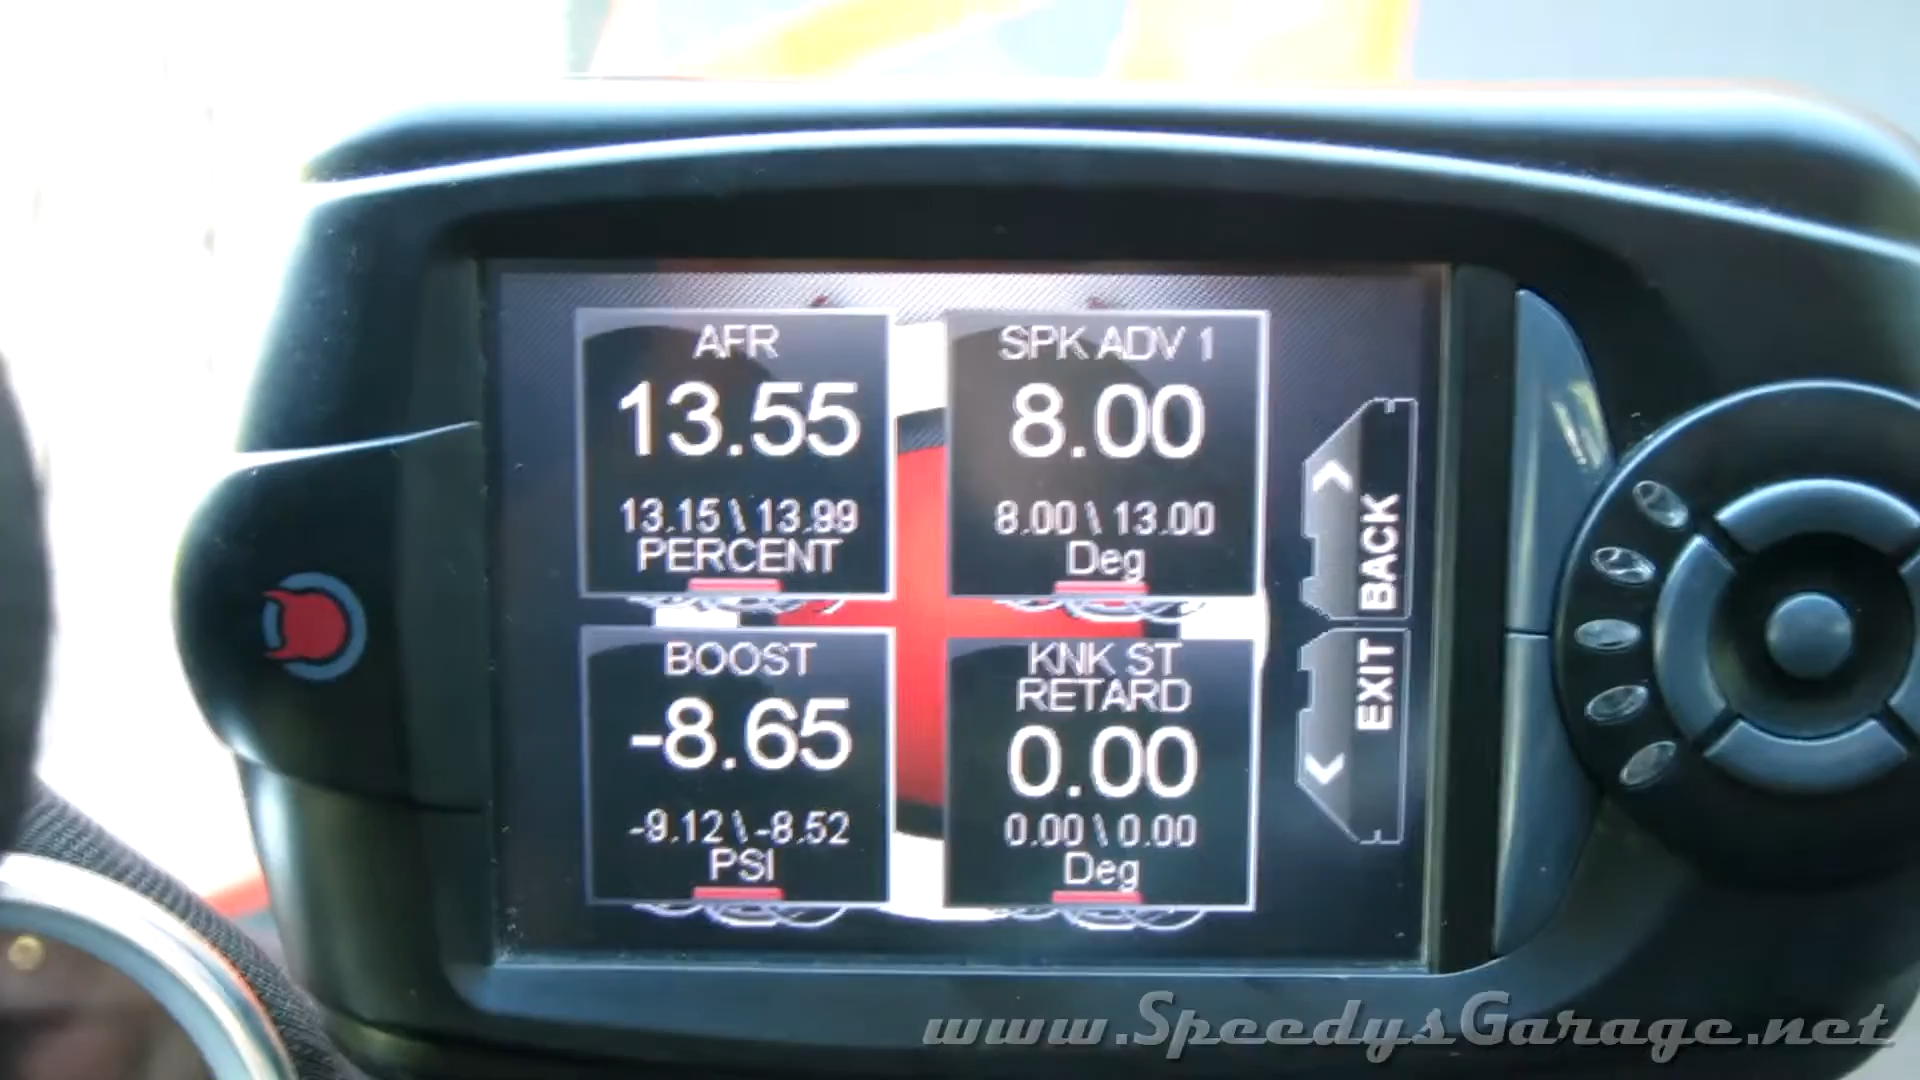 AFR
13.55
13.15 \ 13.99
PERCENT
SPK ADV 1
8.00
8.00 \ 13.00
Deg
BOOST
-8.65
-9.12 \ -8.52
PSI
KNK ST
RETARD
0.00
0.00 \ 0.00
Deg
BACK
EXIT
www.SpeedysGarage.net